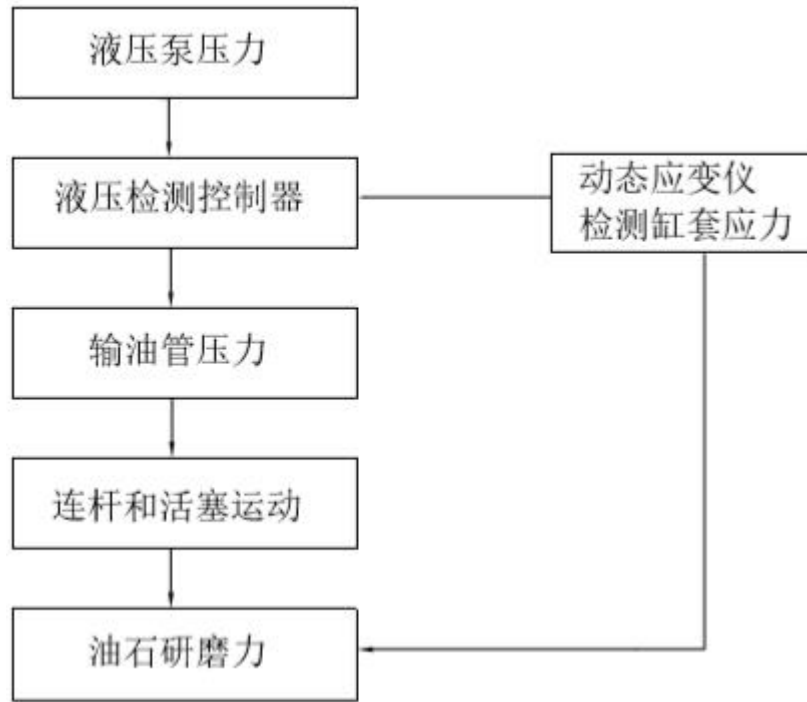 液压泵压力
液压检测控制器
动态应变仪
检测缸套应力
输油管压力
连杆和活塞运动
油石研磨力